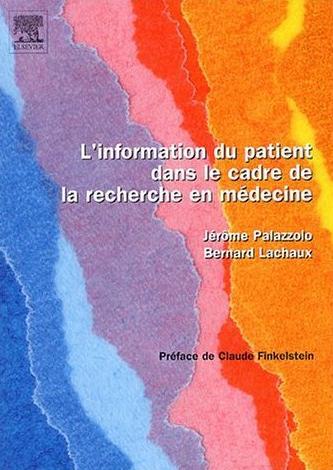 ELSEVIER
L'information du patient
dans le cadre de
la recherche en médecine
Jérôme Palazzolo
Bernard Lachaux
Préface de Claude Finkelstein